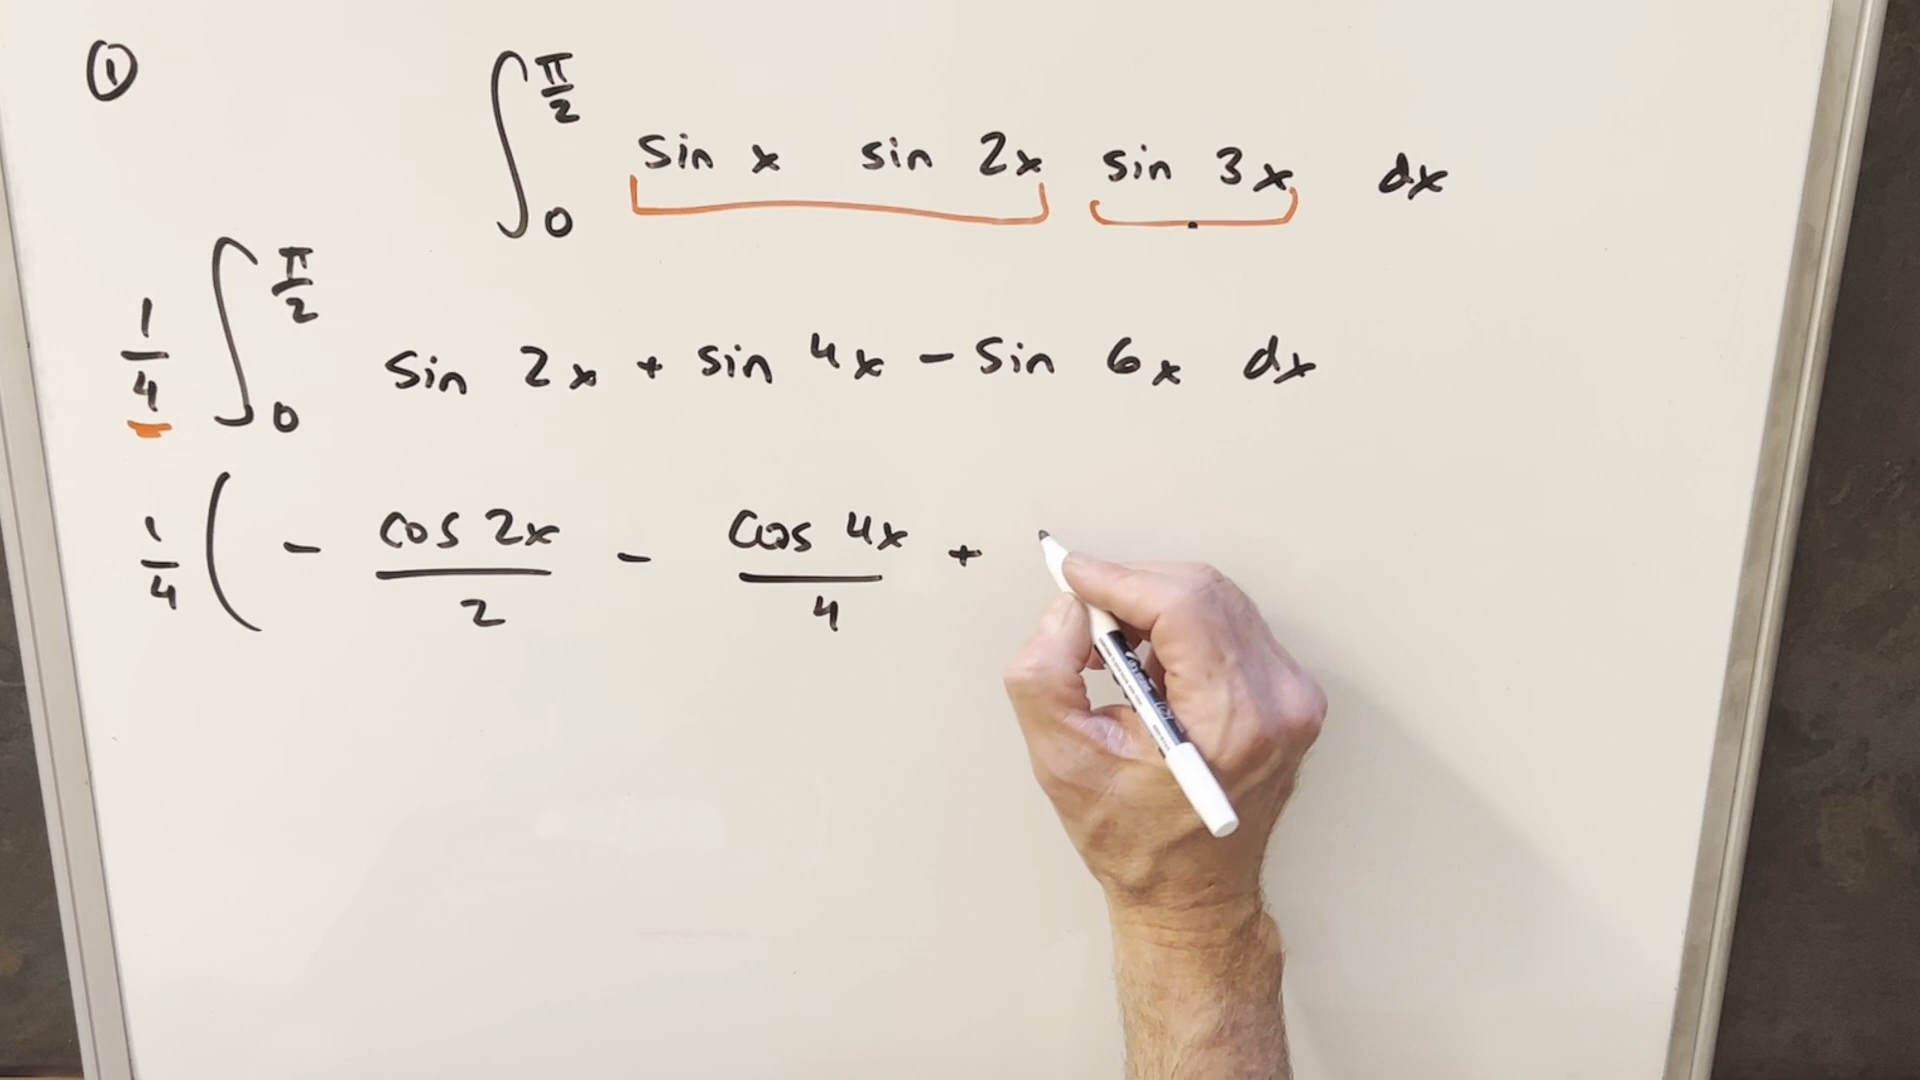 ① ∫₀^{π/2} sin x sin 2x sin 3x dx
1/4 ∫₀^{π/2} sin 2x + sin 4x - sin 6x dx
1/4 ( - cos 2x / 2 - cos 4x / 4 +